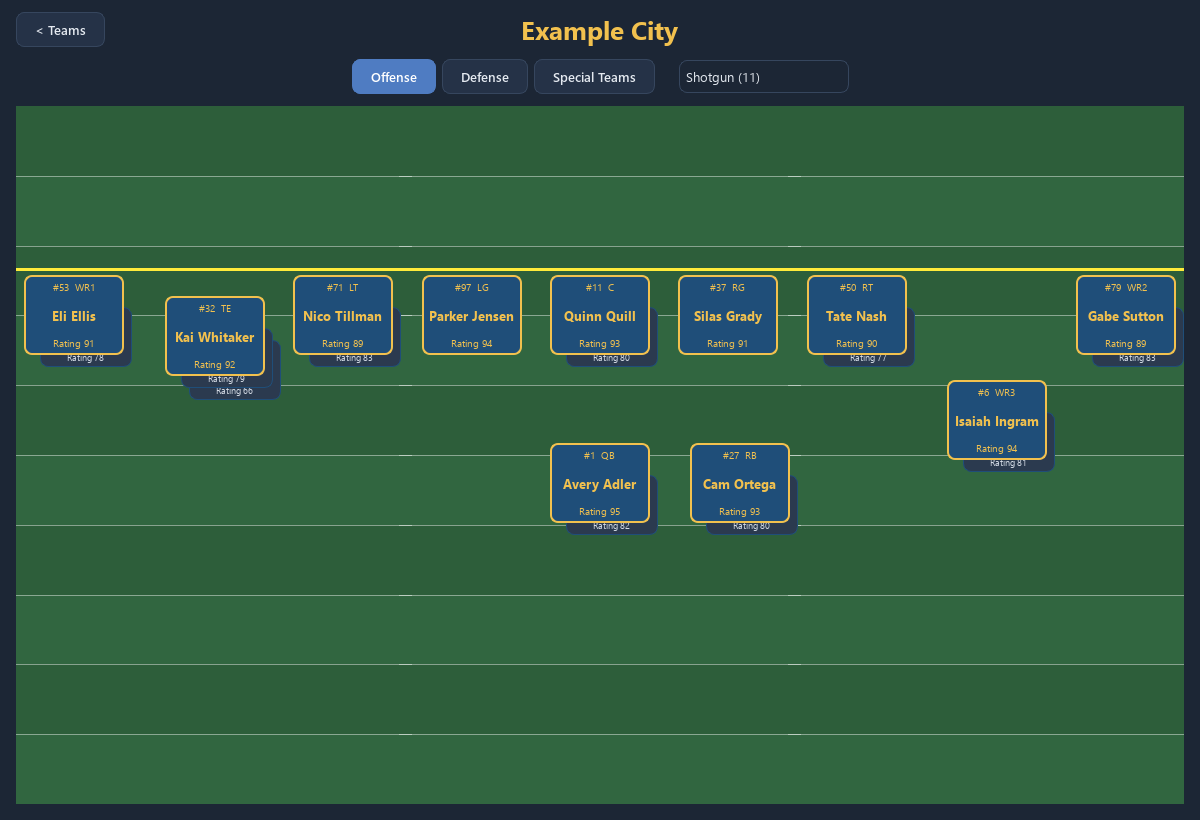 < Teams
Example City
Offense
Defense
Special Teams
Shotgun (11)
#53 WR1
Eli Ellis
Rating 91
Rating 78
#32 TE
Kai Whitaker
Rating 92
Rating 79
Rating 66
#71 LT
Nico Tillman
Rating 89
Rating 83
#97 LG
Parker Jensen
Rating 94
#11 C
Quinn Quill
Rating 93
Rating 80
#37 RG
Silas Grady
Rating 91
#50 RT
Tate Nash
Rating 90
Rating 77
#79 WR2
Gabe Sutton
Rating 89
Rating 83
#6 WR3
Isaiah Ingram
Rating 94
Rating 81
#1 QB
Avery Adler
Rating 95
Rating 82
#27 RB
Cam Ortega
Rating 93
Rating 80